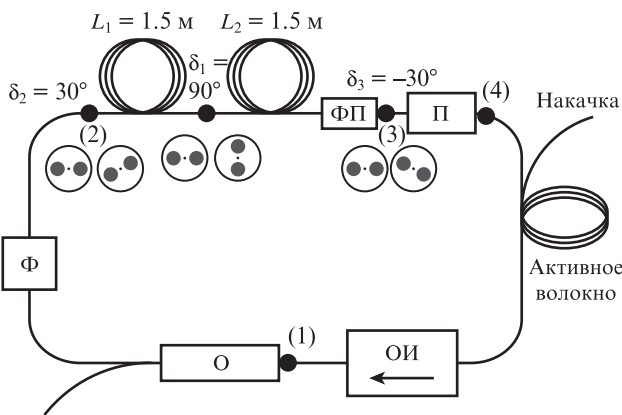 L₁ = 1.5 м
L₂ = 1.5 м
δ₂ = 30°
δ₁ =
90°
δ₃ = –30°
(2)
ФП
(3)
П
(4)
Накачка
Активное
волокно
Ф
О
(1)
ОИ